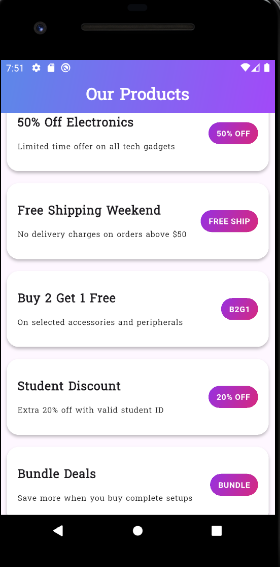 7:51
Our Products
50% Off Electronics
Limited time offer on all tech gadgets
50% OFF
Free Shipping Weekend
No delivery charges on orders above $50
FREE SHIP
Buy 2 Get 1 Free
On selected accessories and peripherals
B2G1
Student Discount
Extra 20% off with valid student ID
20% OFF
Bundle Deals
Save more when you buy complete setups
BUNDLE